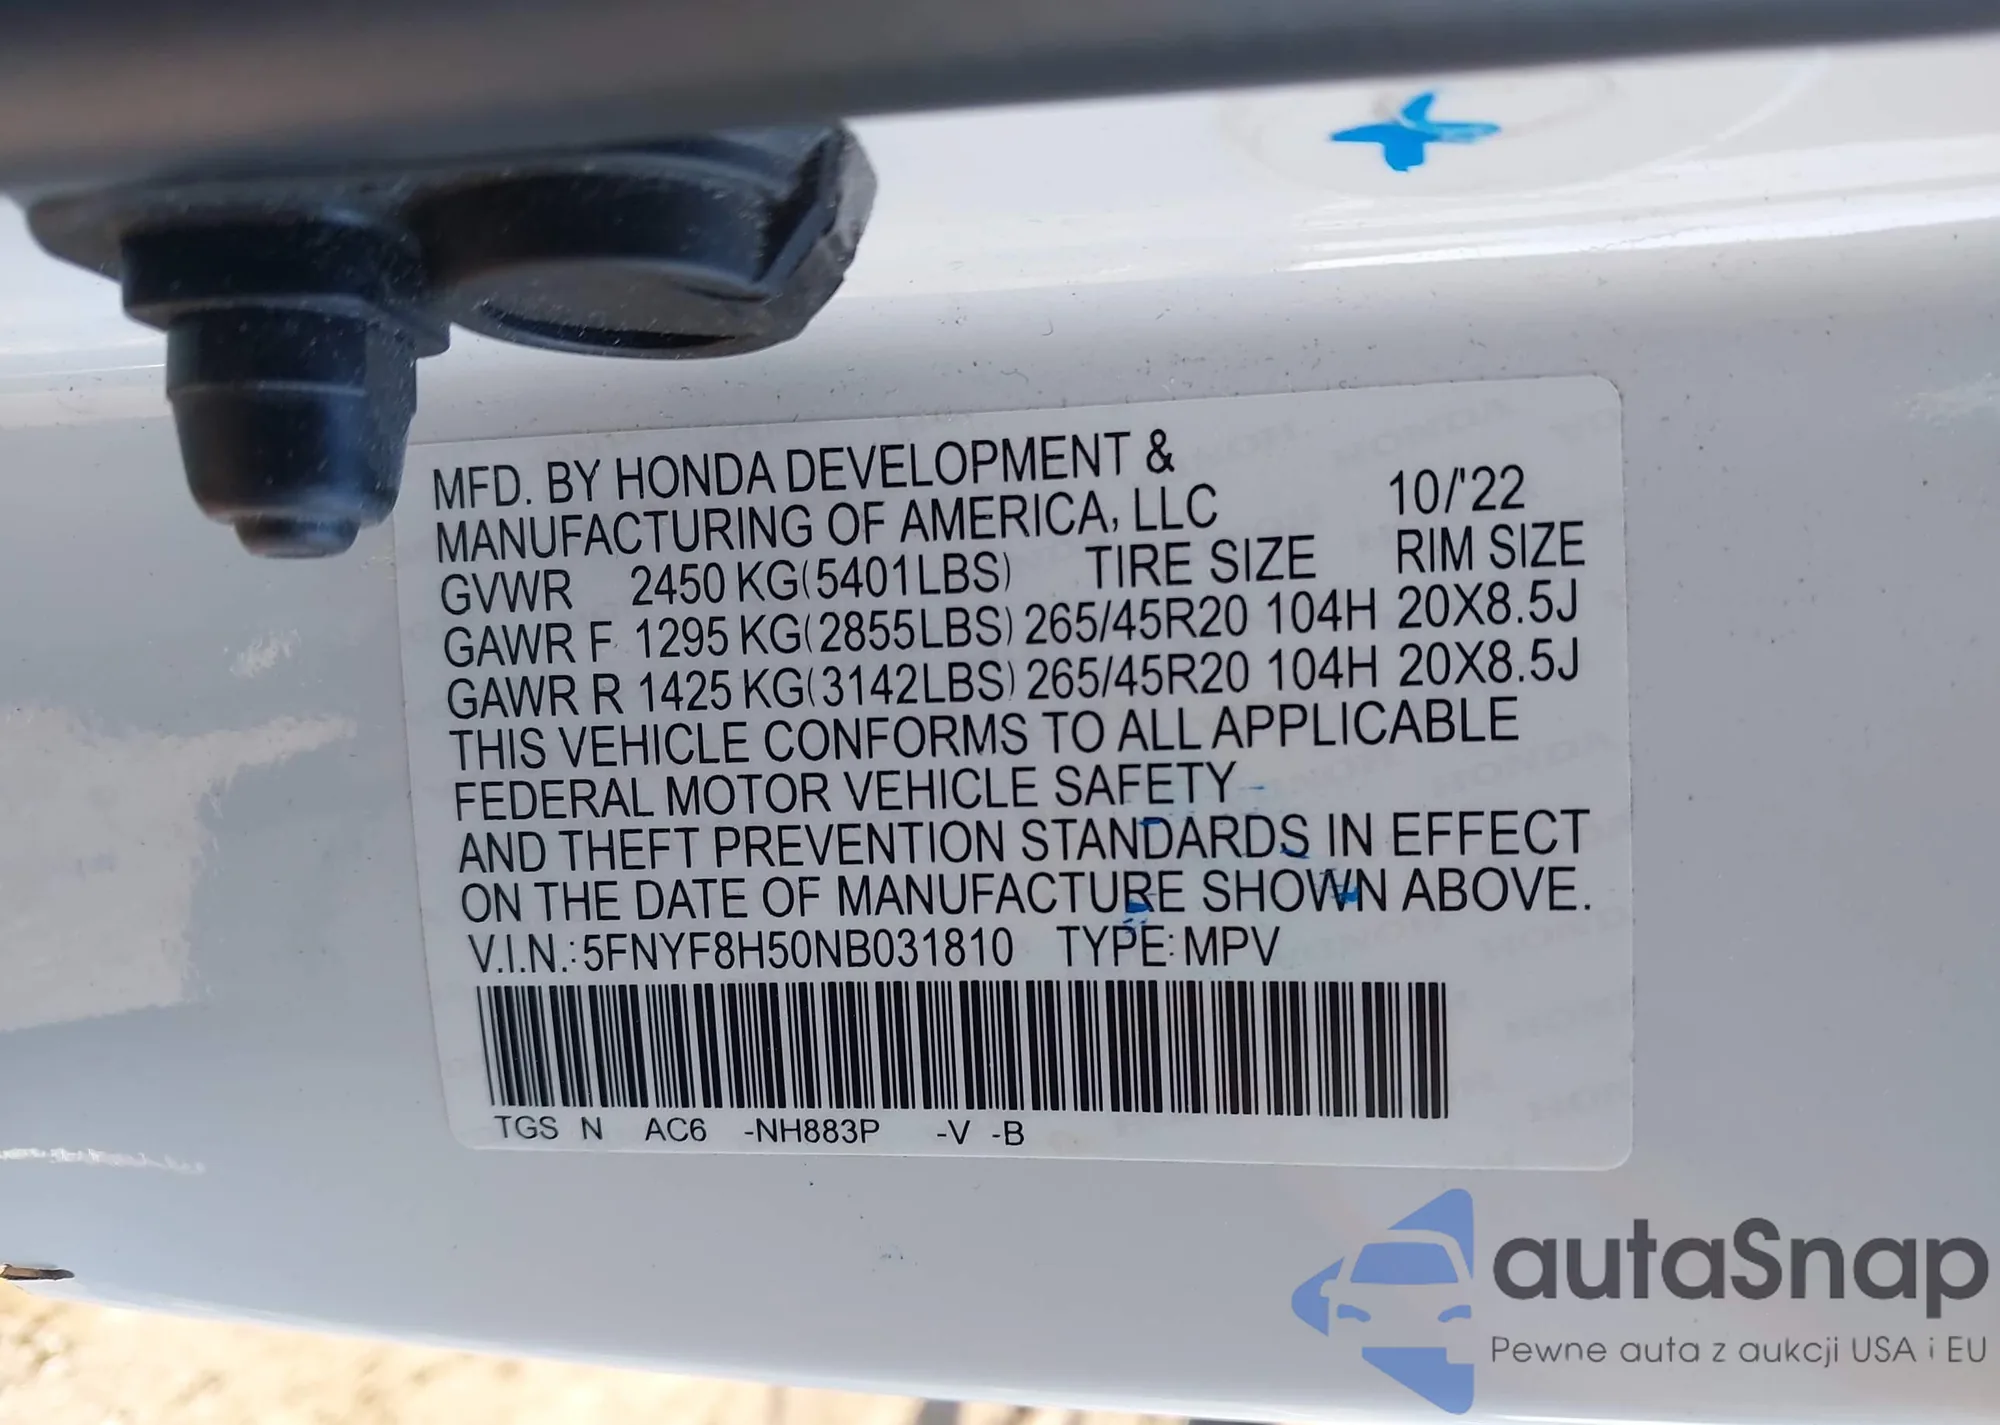 MFD. BY HONDA DEVELOPMENT &
MANUFACTURING OF AMERICA, LLC 10/'22
GVWR 2450 KG(5401LBS) TIRE SIZE RIM SIZE
GAWR F 1295 KG(2855LBS) 265/45R20 104H 20X8.5J
GAWR R 1425 KG(3142LBS) 265/45R20 104H 20X8.5J
THIS VEHICLE CONFORMS TO ALL APPLICABLE
FEDERAL MOTOR VEHICLE SAFETY
AND THEFT PREVENTION STANDARDS IN EFFECT
ON THE DATE OF MANUFACTURE SHOWN ABOVE.
V.I.N.:5FNYF8H50NB031810 TYPE:MPV
TGS N AC6 -NH883P -V -B
autaSnap
Pewne auta z aukcji USA i EU